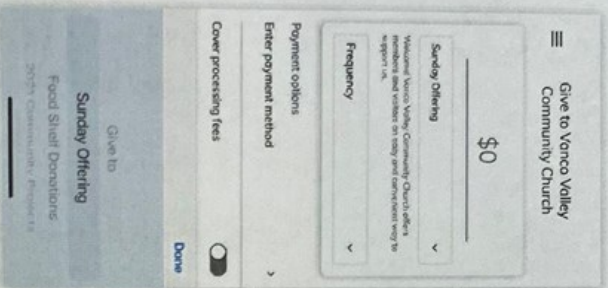 Give to Vanco Valley
Community Church
$0
Sunday Offering
Welcome! Vanco Valley Community Church offers
members and visitors an easy and convenient way to
support us.
Frequency
Payment options
Enter payment method
Cover processing fees
Done
Give to
Sunday Offering
Food Shelf Donations
Community Projects